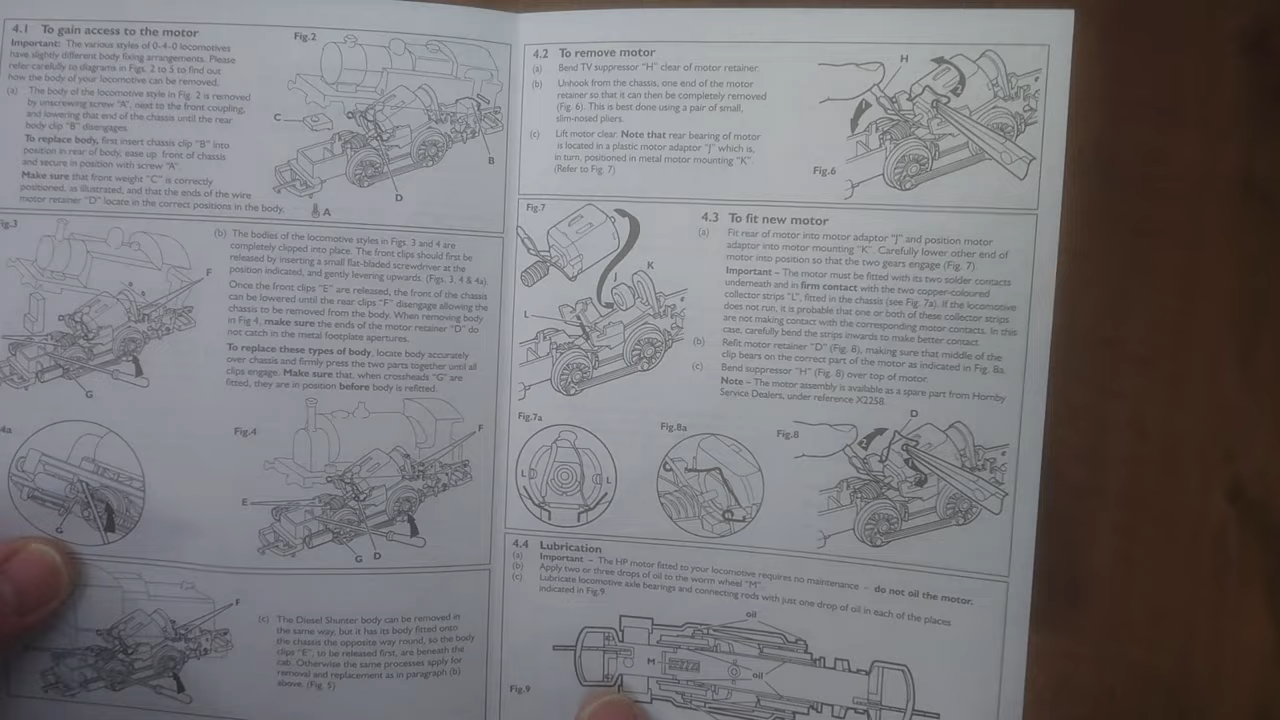 4.1 To gain access to the motor
Important: The various styles of 0-4-0 locomotives
have slightly different body fixing arrangements. Please
refer carefully to diagrams in Figs. 2 to 5 to find out
how the body of your locomotive can be removed.
(a) The body of the locomotive style in Fig. 2 is removed
by unscrewing screw "A", next to the front coupling,
and lowering that end of the chassis until the rear
body clip "B" disengages.
To replace body, first insert chassis clip "B" into
position in rear of body, ease up front of chassis
and secure in position with screw "A".
Make sure that front weight "C" is correctly
positioned, as illustrated, and that the ends of the wire
motor retainer "D" locate in the correct positions in the body.
Fig.2
C
B
D
A
Fig.3
F
G
(b) The bodies of the locomotive styles in Figs. 3 and 4 are
completely clipped into place. The front clips should first be
released by inserting a small flat-bladed screwdriver at the
position indicated, and gently levering upwards. (Figs. 3, 4 & 4a).
Once the front clips "E" are released, the front of the chassis
can be lowered until the rear clips "F" disengage allowing the
chassis to be removed from the body. When removing body
in Fig 4, make sure the ends of the motor retainer "D" do
not catch in the metal footplate apertures.
To replace these types of body, locate body accurately
over chassis and firmly press the two parts together until all
clips engage. Make sure that, when crossheads "G" are
fitted, they are in position before body is refitted.
4a
G
Fig.4
F
E
G
D
F
(c) The Diesel Shunter body can be removed in
the same way, but it has its body fitted onto
the chassis the opposite way round, so the body
clips "E", to be released first, are beneath the
cab. Otherwise the same processes apply for
removal and replacement as in paragraph (b)
above. (Fig. 5)
4.2 To remove motor
(a) Bend TV suppressor "H" clear of motor retainer.
(b) Unhook from the chassis, one end of the motor
retainer so that it can then be completely removed
(Fig. 6). This is best done using a pair of small,
slim-nosed pliers.
(c) Lift motor clear. Note that rear bearing of motor
is located in a plastic motor adaptor "J" which is,
in turn, positioned in metal motor mounting "K".
(Refer to Fig. 7)
H
Fig.6
Fig.7
J
K
L
4.3 To fit new motor
(a) Fit rear of motor into motor adaptor "J" and position motor
adaptor into motor mounting "K". Carefully lower other end of
motor into position so that the two gears engage (Fig. 7).
Important – The motor must be fitted with its two solder contacts
underneath and in firm contact with the two copper-coloured
collector strips "L", fitted in the chassis (see Fig. 7a). If the locomotive
does not run, it is probable that one or both of these collector strips
are not making contact with the corresponding motor contacts. In this
case, carefully bend the strips inwards to make better contact.
(b) Refit motor retainer "D" (Fig. 8), making sure that middle of the
clip bears on the correct part of the motor as indicated in Fig. 8a.
(c) Bend suppressor "H" (Fig. 8) over top of motor.
Note – The motor assembly is available as a spare part from Hornby
Service Dealers, under reference X2258.
Fig.7a
L
L
Fig.8a
Fig.8
D
4.4 Lubrication
(a) Important – The HP motor fitted to your locomotive requires no maintenance – do not oil the motor.
(b) Apply two or three drops of oil to the worm wheel "M".
(c) Lubricate locomotive axle bearings and connecting rods with just one drop of oil in each of the places
indicated in Fig.9.
oil
M
oil
Fig.9